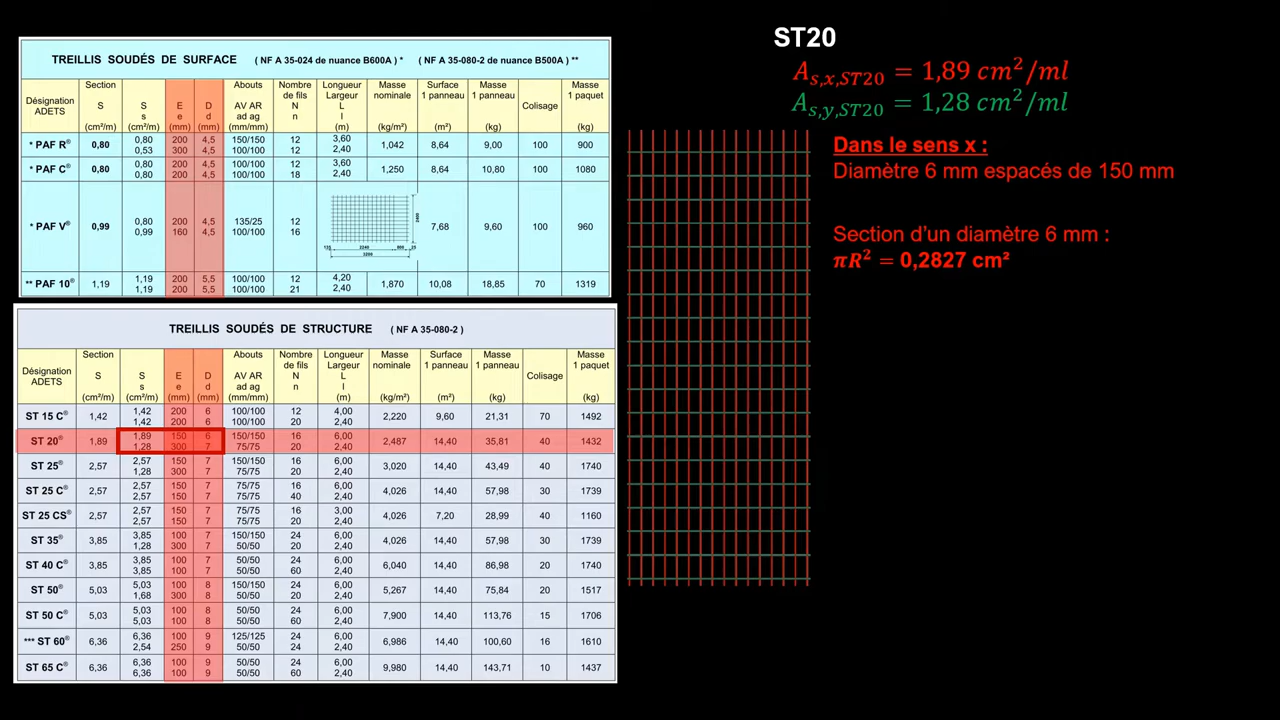 TREILLIS SOUDÉS DE SURFACE ( NF A 35-024 de nuance B600A ) * ( NF A 35-080-2 de nuance B500A ) **
Désignation ADETS | Section S (cm²/m) | S s (cm²/m) | E e (mm) | D d (mm) | Abouts AV AR ad ag (mm/mm) | Nombre de fils N n | Longueur Largeur L l (m) | Masse nominale (kg/m²) | Surface 1 panneau (m²) | Masse 1 panneau (kg) | Colisage | Masse 1 paquet (kg)
* PAF R® | 0,80 | 0,80 0,53 | 200 300 | 4,5 4,5 | 150/150 100/100 | 12 12 | 3,60 2,40 | 1,042 | 8,64 | 9,00 | 100 | 900
* PAF C® | 0,80 | 0,80 0,80 | 200 200 | 4,5 4,5 | 100/100 100/100 | 12 18 | 3,60 2,40 | 1,250 | 8,64 | 10,80 | 100 | 1080
* PAF V® | 0,99 | 0,80 0,99 | 200 160 | 4,5 4,5 | 135/25 100/100 | 12 16 | 2240 3200 | 7,68 | 9,60 | 100 | 960
** PAF 10® | 1,19 | 1,19 1,19 | 200 200 | 5,5 5,5 | 100/100 100/100 | 12 21 | 4,20 2,40 | 1,870 | 10,08 | 18,85 | 70 | 1319
TREILLIS SOUDÉS DE STRUCTURE ( NF A 35-080-2 )
Désignation ADETS | Section S (cm²/m) | S s (cm²/m) | E e (mm) | D d (mm) | Abouts AV AR ad ag (mm/mm) | Nombre de fils N n | Longueur Largeur L l (m) | Masse nominale (kg/m²) | Surface 1 panneau (m²) | Masse 1 panneau (kg) | Colisage | Masse 1 paquet (kg)
ST 15 C® | 1,42 | 1,42 1,42 | 200 200 | 6 6 | 100/100 100/100 | 12 20 | 4,00 2,40 | 2,220 | 9,60 | 21,31 | 70 | 1492
ST 20® | 1,89 | 1,89 1,28 | 150 300 | 6 7 | 150/150 75/75 | 16 20 | 6,00 2,40 | 2,487 | 14,40 | 35,81 | 40 | 1432
ST 25® | 2,57 | 2,57 1,28 | 150 300 | 7 7 | 150/150 75/75 | 16 20 | 6,00 2,40 | 3,020 | 14,40 | 43,49 | 40 | 1740
ST 25 C® | 2,57 | 2,57 2,57 | 150 150 | 7 7 | 75/75 75/75 | 16 40 | 6,00 2,40 | 4,026 | 14,40 | 57,98 | 30 | 1739
ST 25 CS® | 2,57 | 2,57 2,57 | 150 150 | 7 7 | 75/75 75/75 | 16 20 | 3,00 2,40 | 4,026 | 7,20 | 28,99 | 40 | 1160
ST 35® | 3,85 | 3,85 1,28 | 100 300 | 7 7 | 150/150 50/50 | 24 20 | 6,00 2,40 | 4,026 | 14,40 | 57,98 | 30 | 1739
ST 40 C® | 3,85 | 3,85 3,85 | 100 100 | 7 7 | 50/50 50/50 | 24 60 | 6,00 2,40 | 6,040 | 14,40 | 86,98 | 20 | 1740
ST 50® | 5,03 | 5,03 1,68 | 100 300 | 8 8 | 150/150 50/50 | 24 20 | 6,00 2,40 | 5,267 | 14,40 | 75,84 | 20 | 1517
ST 50 C® | 5,03 | 5,03 5,03 | 100 100 | 8 8 | 50/50 50/50 | 24 60 | 6,00 2,40 | 7,900 | 14,40 | 113,76 | 15 | 1706
*** ST 60® | 6,36 | 6,36 2,54 | 100 250 | 9 9 | 125/125 50/50 | 24 24 | 6,00 2,40 | 6,986 | 14,40 | 100,60 | 16 | 1610
ST 65 C® | 6,36 | 6,36 6,36 | 100 100 | 9 9 | 50/50 50/50 | 24 60 | 6,00 2,40 | 9,980 | 14,40 | 143,71 | 10 | 1437
ST20
A_{s,x,ST20} = 1,89 cm²/ml
A_{s,y,ST20} = 1,28 cm²/ml
Dans le sens x :
Diamètre 6 mm espacés de 150 mm
Section d’un diamètre 6 mm :
πR² = 0,2827 cm²